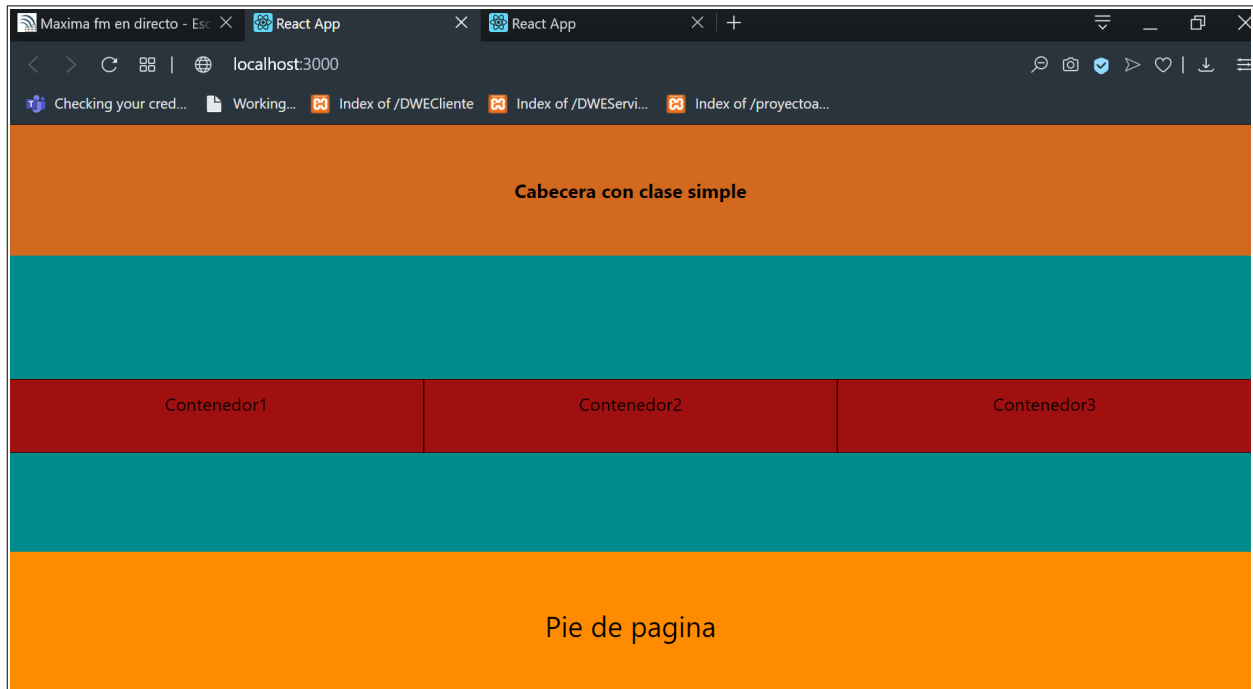 Maxima fm en directo - Esc React App React App
localhost:3000
Checking your cred... Working... Index of /DWECliente Index of /DWEServi... Index of /proyectoa...
Cabecera con clase simple
Contenedor1 Contenedor2 Contenedor3
Pie de pagina